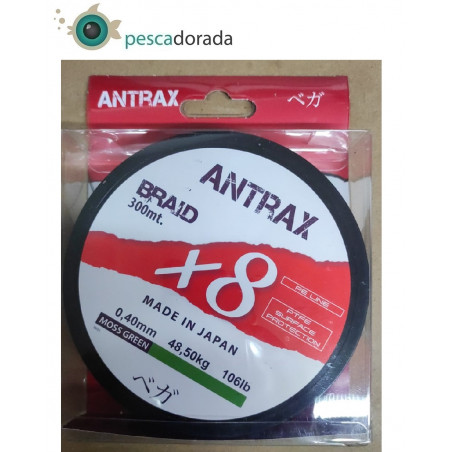 pescadorada
ANTRAX
ベガ
ANTRAX
BRAID
300mt.
x8
PE LINE
PTFE
SURFACE
PROTECTION
MADE IN JAPAN
0,40mm 48,50kg 106lb
MOSS GREEN
ベガ